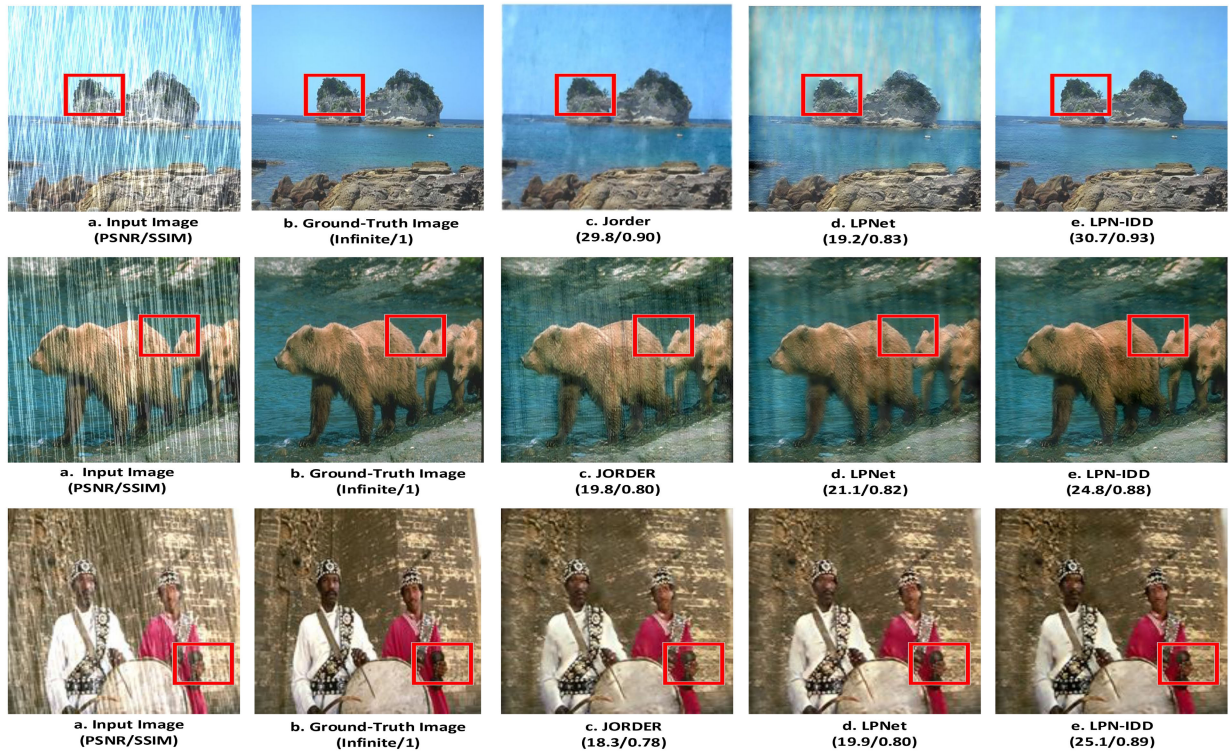 a. Input Image
(PSNR/SSIM)
b. Ground-Truth Image
(Infinite/1)
c. Jorder
(29.8/0.90)
d. LPNet
(19.2/0.83)
e. LPN-IDD
(30.7/0.93)
a. Input Image
(PSNR/SSIM)
b. Ground-Truth Image
(Infinite/1)
c. JORDER
(19.8/0.80)
d. LPNet
(21.1/0.82)
e. LPN-IDD
(24.8/0.88)
a. Input Image
(PSNR/SSIM)
b. Ground-Truth Image
(Infinite/1)
c. JORDER
(18.3/0.78)
d. LPNet
(19.9/0.80)
e. LPN-IDD
(25.1/0.89)